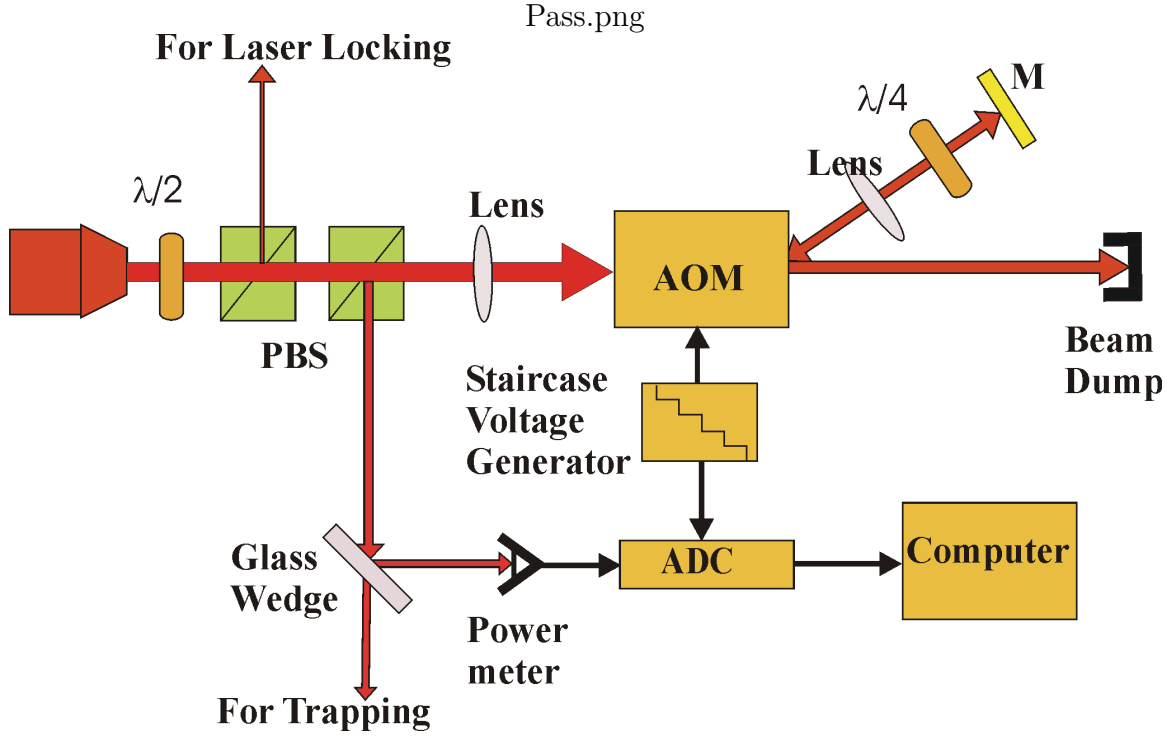 Pass.png
For Laser Locking
M
λ/4
Lens
λ/2
Lens
AOM
PBS
Beam
Dump
Staircase
Voltage
Generator
Glass
Wedge
ADC
Computer
Power
meter
For Trapping